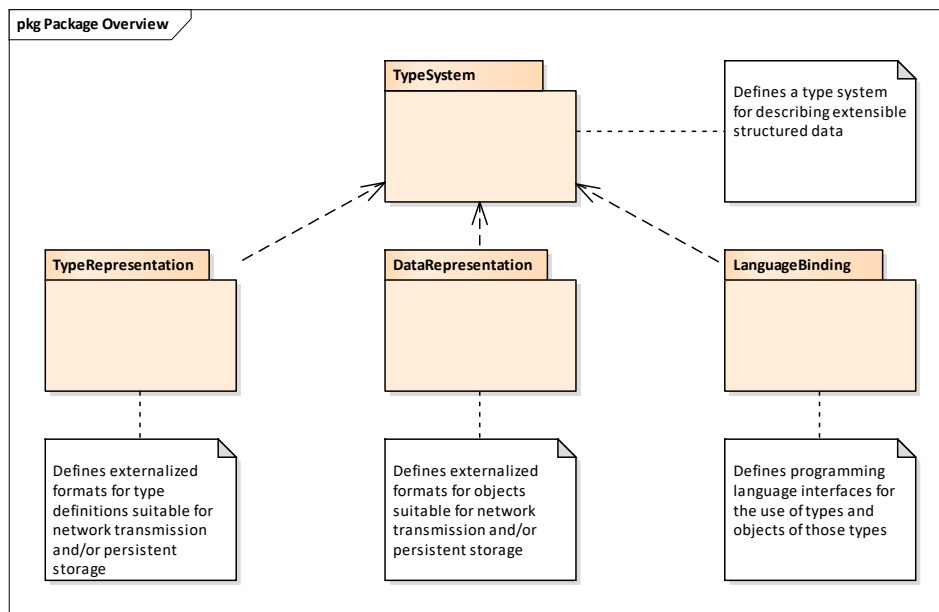 pkg Package Overview
TypeSystem
Defines a type system
for describing extensible
structured data
TypeRepresentation
DataRepresentation
LanguageBinding
Defines externalized
formats for type
definitions suitable for
network transmission
and/or persistent
storage
Defines externalized
formats for objects
suitable for network
transmission and/or
persistent storage
Defines programming
language interfaces for
the use of types and
objects of those types